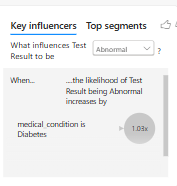 Key influencers Top segments
What influences Test Result to be Abnormal ?
When... ....the likelihood of Test Result being Abnormal increases by
medical_condition is Diabetes 1.03x